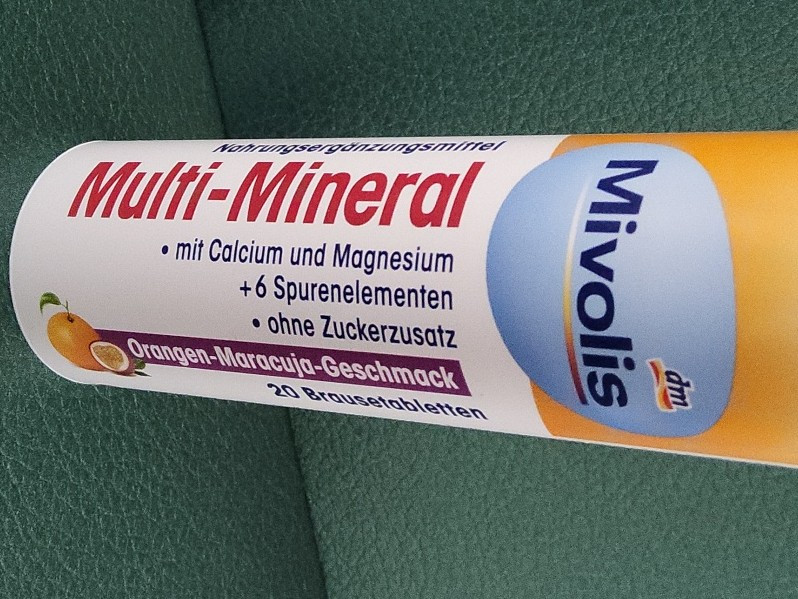 Nahrungsergänzungsmittel
Multi-Mineral
• mit Calcium und Magnesium
+ 6 Spurenelementen
• ohne Zuckerzusatz
Orangen-Maracuja-Geschmack
20 Brausetabletten
Mivolis
dm